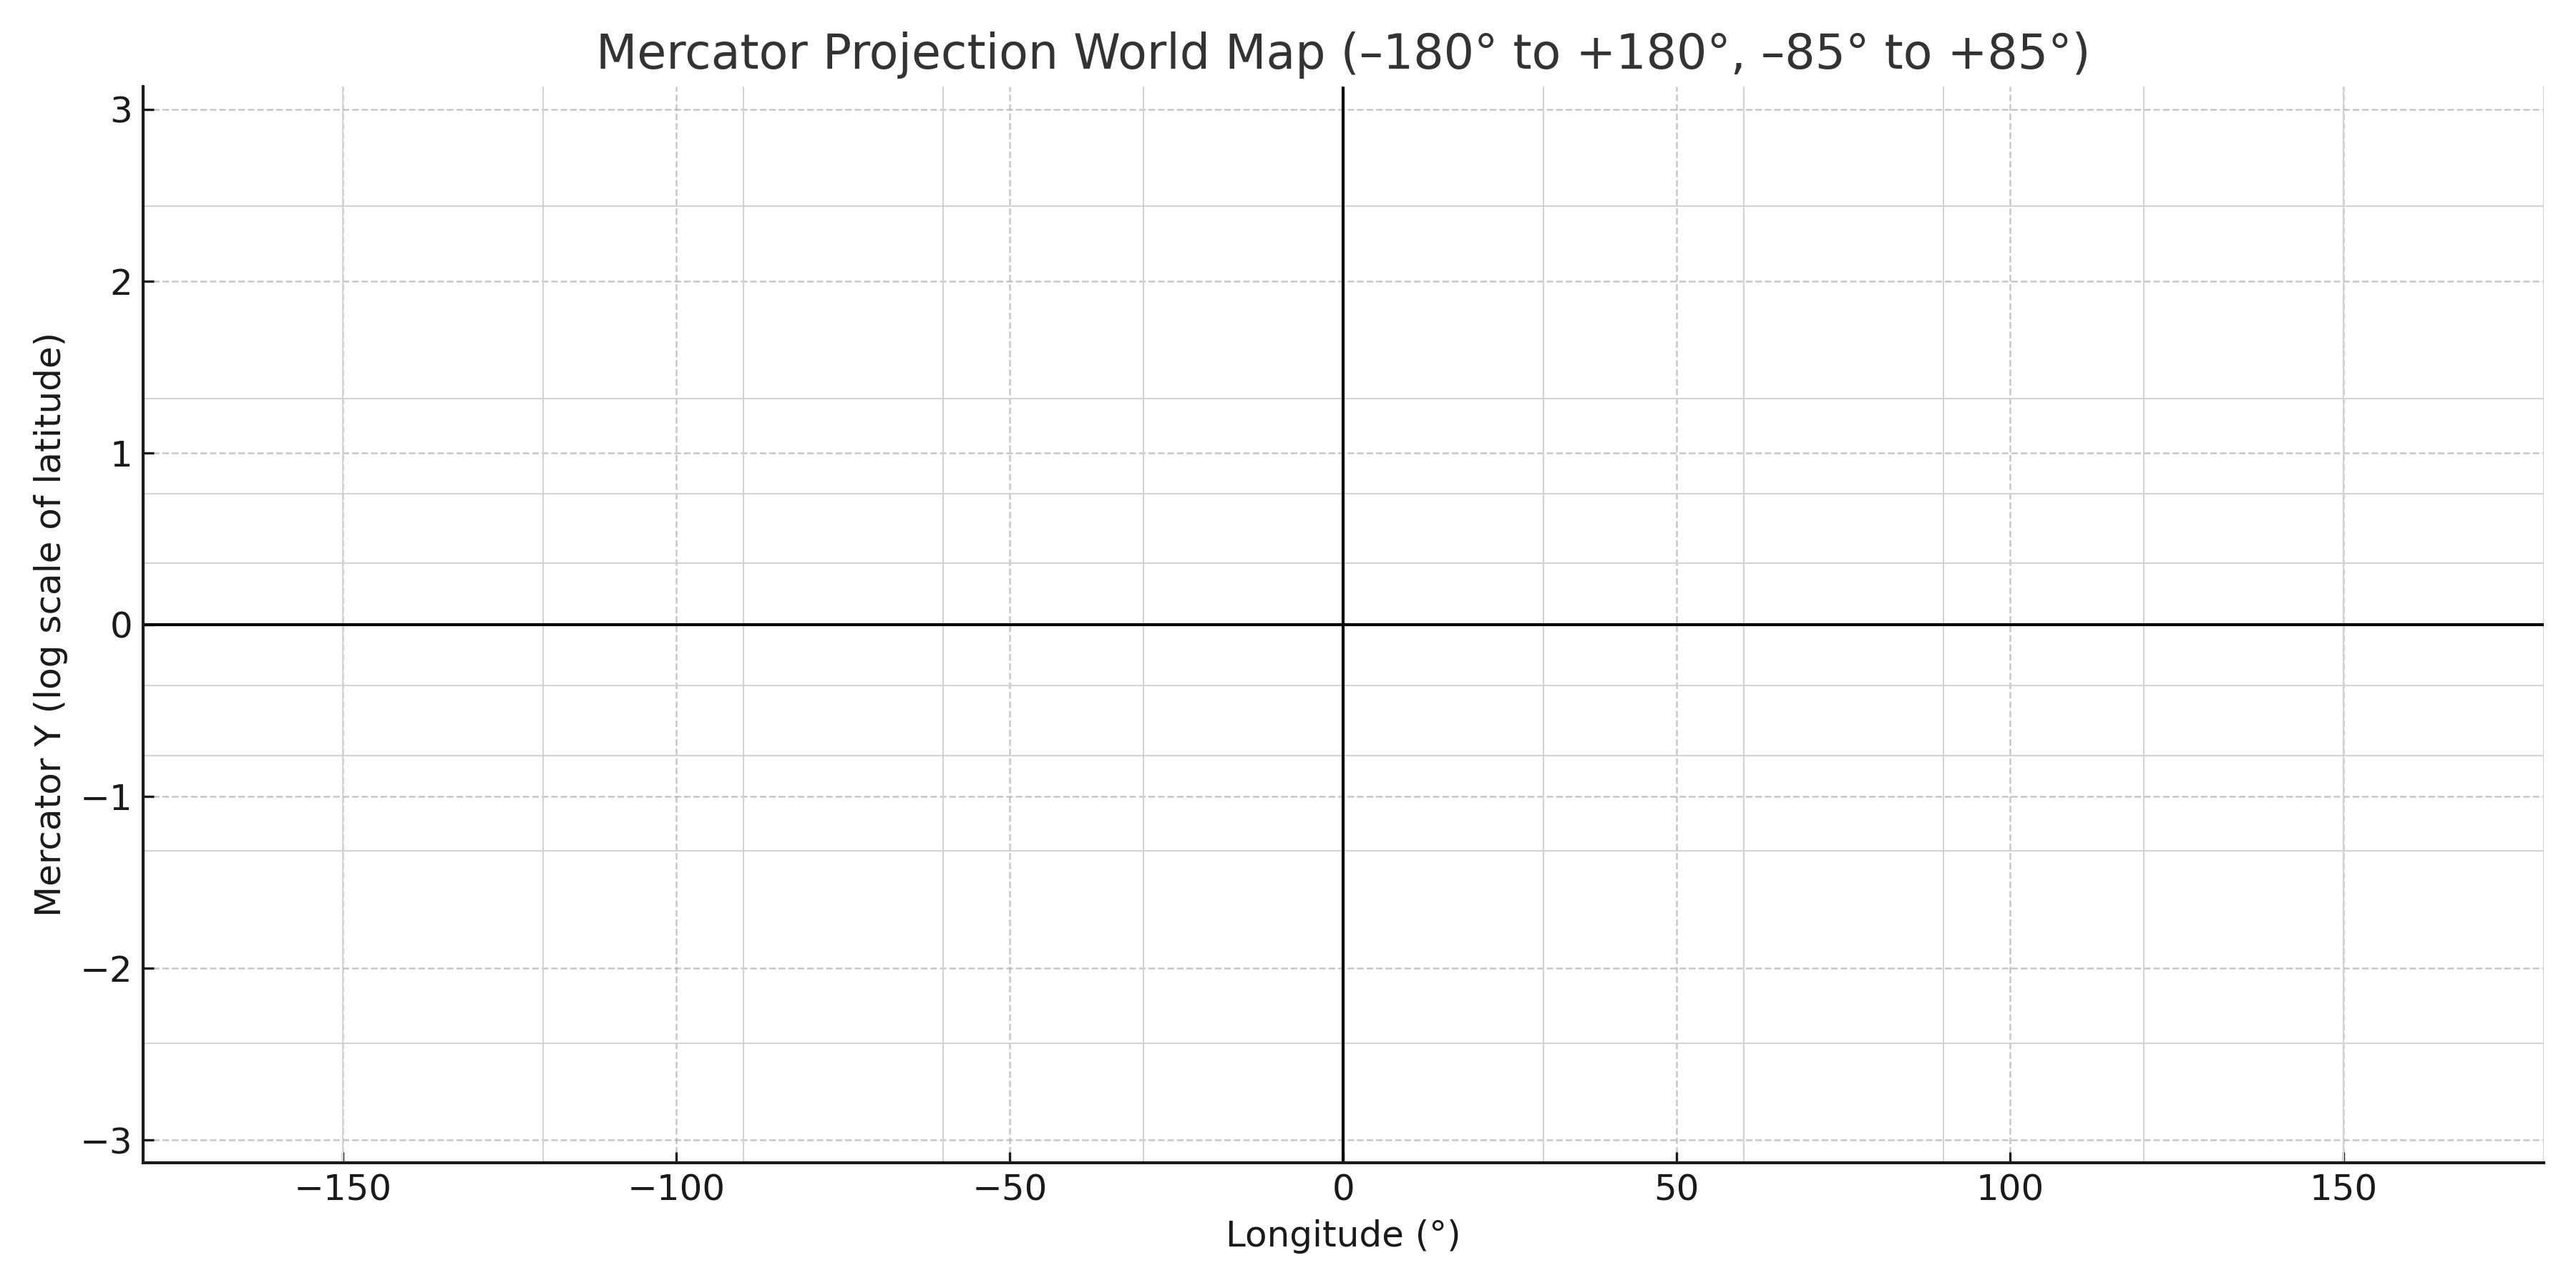 Mercator Projection World Map (–180° to +180°, –85° to +85°)
3
2
1
0
−1
−2
−3
Mercator Y (log scale of latitude)
−150 −100 −50 0 50 100 150
Longitude (°)